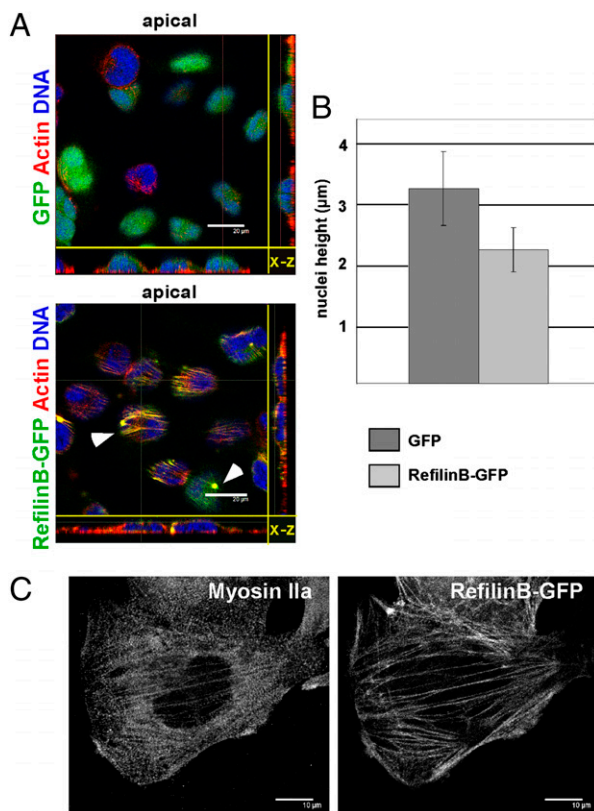 A
apical
GFP Actin DNA
20 µm
x-z
apical
RefilinB-GFP Actin DNA
20 µm
x-z
B
nuclei height (µm)
4
3
2
1
GFP
RefilinB-GFP
C
Myosin IIa
10 µm
RefilinB-GFP
10 µm